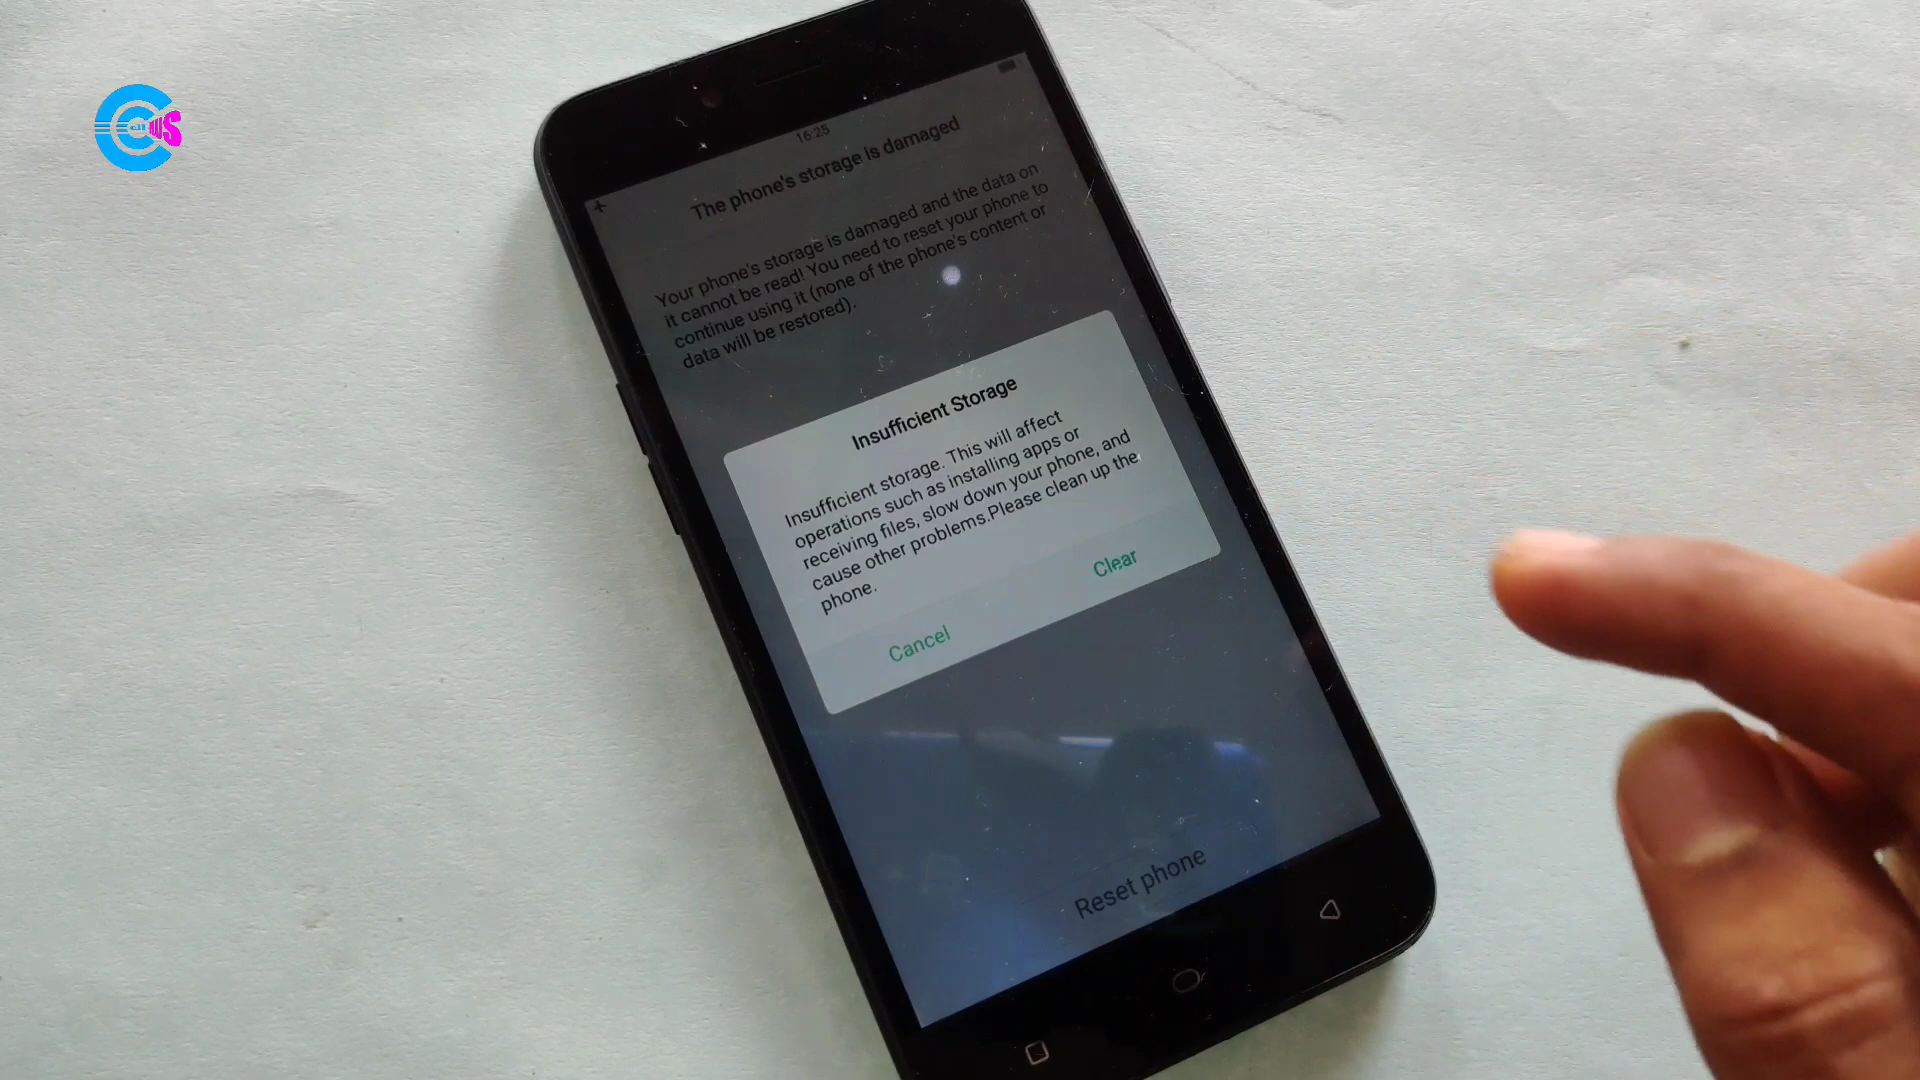 16:25
The phone's storage is damaged
Your phone's storage is damaged and the data on
it cannot be read! You need to reset your phone to
continue using it (none of the phone's content or
data will be restored).
Insufficient Storage
Insufficient storage. This will affect
operations such as installing apps or
receiving files, slow down your phone, and
cause other problems.Please clean up the
phone.
Cancel
Clear
Reset phone